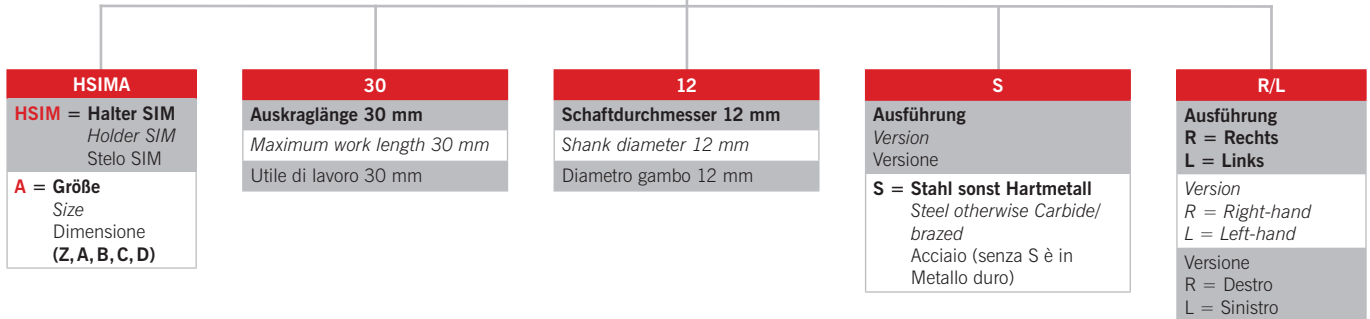 HSIMA
HSIM = Halter SIM
Holder SIM
Stelo SIM
A = Größe
Size
Dimensione
(Z, A, B, C, D)
30
Auskraglänge 30 mm
Maximum work length 30 mm
Utile di lavoro 30 mm
12
Schaftdurchmesser 12 mm
Shank diameter 12 mm
Diametro gambo 12 mm
S
Ausführung
Version
Versione
S = Stahl sonst Hartmetall
Steel otherwise Carbide/
brazed
Acciaio (senza S è in
Metallo duro)
R/L
Ausführung
R = Rechts
L = Links
Version
R = Right-hand
L = Left-hand
Versione
R = Destro
L = Sinistro